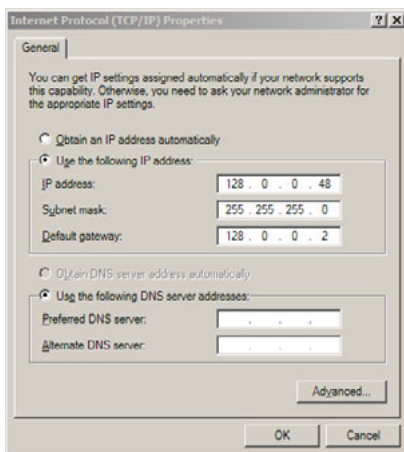 Internet Protocol (TCP/IP) Properties
General
You can get IP settings assigned automatically if your network supports
this capability. Otherwise, you need to ask your network administrator for
the appropriate IP settings.
Obtain an IP address automatically
Use the following IP address:
IP address: 128 . 0 . 0 . 48
Subnet mask: 255 . 255 . 255 . 0
Default gateway: 128 . 0 . 0 . 2
Obtain DNS server address automatically
Use the following DNS server addresses:
Preferred DNS server: . . .
Alternate DNS server: . . .
Advanced...
OK Cancel